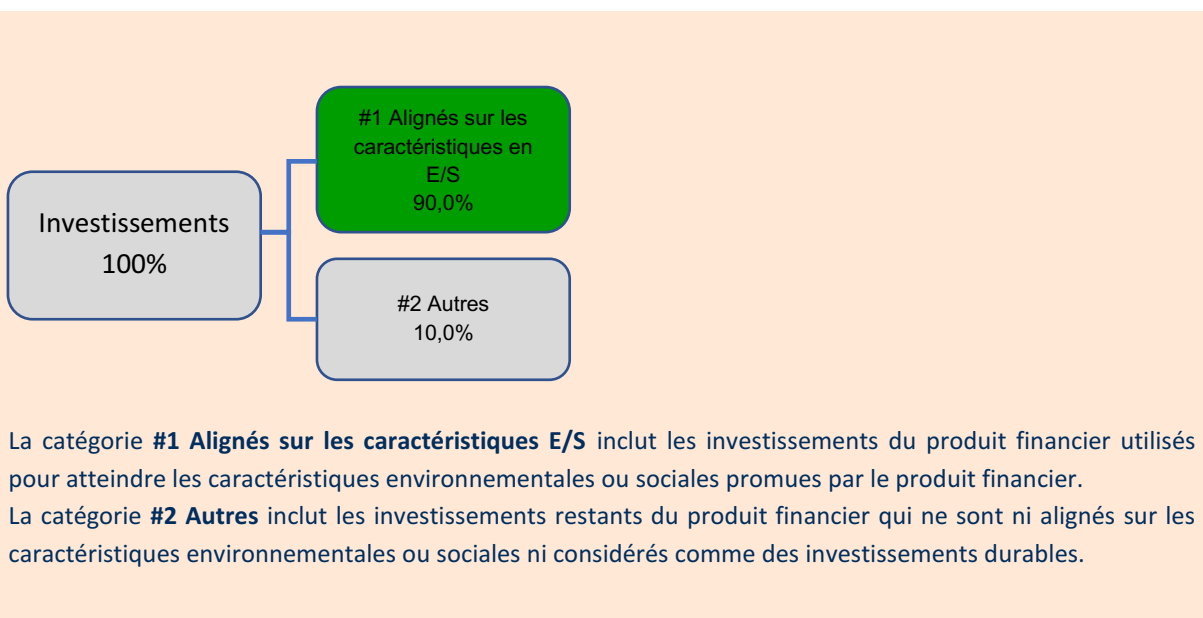 #1 Alignés sur les
caractéristiques en
E/S
90,0%
Investissements
100%
#2 Autres
10,0%
La catégorie #1 Alignés sur les caractéristiques E/S inclut les investissements du produit financier utilisés
pour atteindre les caractéristiques environnementales ou sociales promues par le produit financier.
La catégorie #2 Autres inclut les investissements restants du produit financier qui ne sont ni alignés sur les
caractéristiques environnementales ou sociales ni considérés comme des investissements durables.